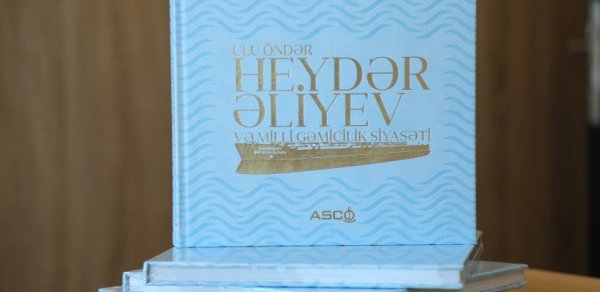 ULU ÖNDƏR
HEYDƏR
ƏLİYEV
VƏ MİLLİ GƏMİÇİLİK SİYASƏTİ
ASCO